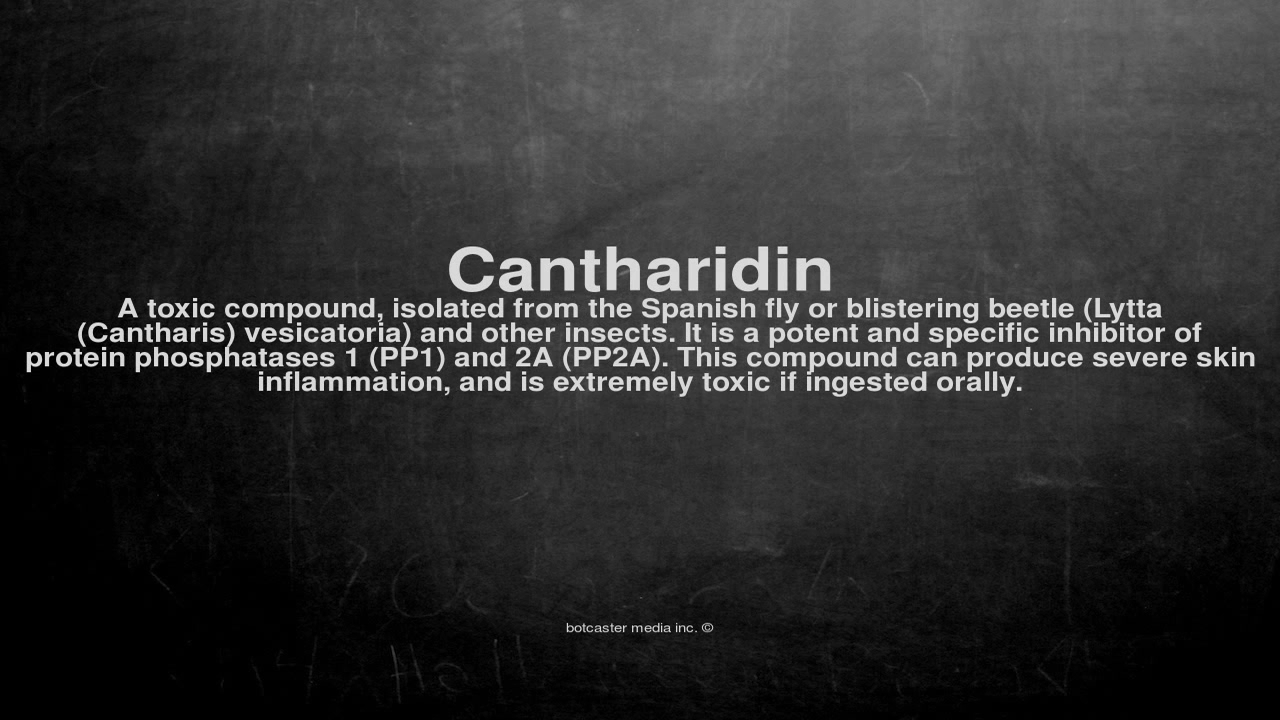 Cantharidin
A toxic compound, isolated from the Spanish fly or blistering beetle (Lytta
(Cantharis) vesicatoria) and other insects. It is a potent and specific inhibitor of
protein phosphatases 1 (PP1) and 2A (PP2A). This compound can produce severe skin
inflammation, and is extremely toxic if ingested orally.
botcaster media inc. ©